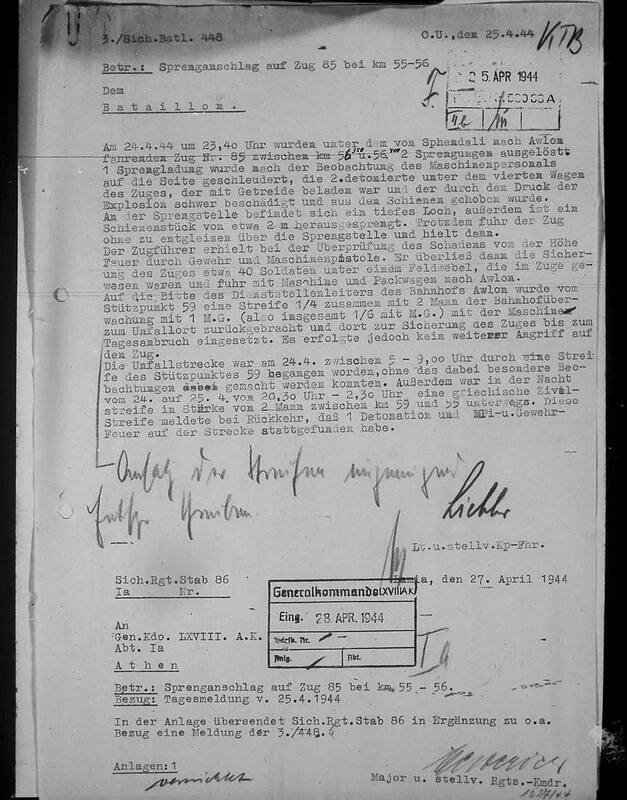 3./Sich.Batl. 448
O.U.,den 25.4.44
KTB
Betr.: Sprenganschlag auf Zug 85 bei km 55-56
25. APR 1944
Dem
Bataillon.
Am 24.4.44 um 23,40 Uhr wurden unter dem von Sphendali nach Awlon
fahrendem Zug Nr. 85 zwischen km 56 u.56. 2 Sprengungen ausgelöst
1 Sprengladung wurde nach der Beobachtung des Maschinenpersonals
auf die Seite geschleudert, die 2.detonierte unter dem vierten Wagen
des Zuges, der mit Getreide beladen war und der durch dem Druck der
Explosion schwer beschädigt und aus dem Schienen gehoben wurde.
An der Sprengstelle befindet sich ein tiefes Loch, außerdem ist ein
Schienenstück von etwa 2 m herausgesprengt. Trotzdem fuhr der Zug
ohne zu entgleisen über die Sprengstelle und hielt dann.
Der Zugführer erhielt bei der Überprüfung des Schadens von der Höhe
Feuer durch Gewehr und Maschinenpistole. Er überließ dann die Sicher-
ung des Zuges etwa 40 Soldaten unter einem Feldwebel, die im Zuge ge-
wesen waren und fuhr mit Maschine und Packwagen nach Awlon.
Auf die Bitte des Dienststellenleiters des Bahnhofs Awlon wurde vom
Stützpunkt 59 eine Streife 1/4 zusammen mit 2 Mann der Bahnhofüber-
wachung mit 1 M.G. (also insgesamt 1/6 mit M.G.) mit der Maschine
zum Unfallort zurückgebracht und dort zur Sicherung des Zuges bis zum
Tagesanbruch eingesetzt. Es erfolgte jedoch kein weiterer Angriff auf
dem Zug.
Die Unfallstrecke war am 24.4. zwischen 5 - 9,00 Uhr durch eine Strei
fe des Stützpunktes 59 begangen worden,ohne das dabei besondere Beo-
bachtungen gemacht werden konnten. Außerdem war in der Nacht
vom 24. auf 25. 4.von 20,30 Uhr - 2,30 Uhr eine griechische Zivil-
streife in Stärke von 2 Mann zwischen km 59 und 55 unterwegs. Diese
Streife meldete bei Rückkehr, daß 1 Detonation und MPi-u.Gewehr-
Feuer auf der Strecke stattgefunden habe.
der Streifen
Lt.u.stellv.Kp-Fhr.
Sich.Rgt.Stab 86
Lamia, den 27. April 1944
Ia Nr.
Generalkommando LXVIII AK
Eing. 28. APR. 1944
Anlg.
Abt.
Ia
An
Gen.Kdo. LXVIII. A.K.
Abt. Ia
Athen
Betr.: Sprenganschlag auf Zug 85 bei km 55 - 56.
Bezug: Tagesmeldung v. 25.4.1944
In der Anlage übersendet Sich.Rgt.Stab 86 in Ergänzung zu o.a.
Bezug eine Meldung der 3./448.
Anlagen:1
vernichtet
Major u. stellv. Rgts.-Kmdr.